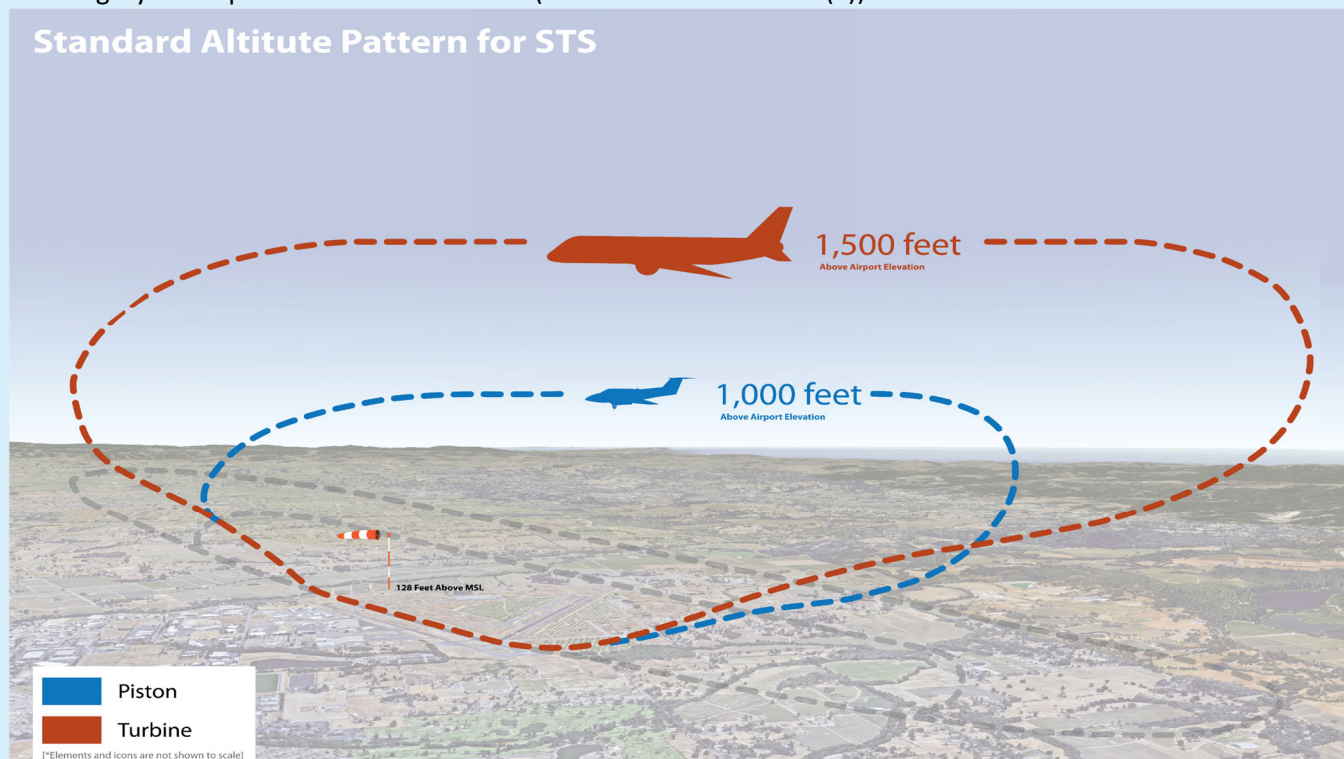 Standard Altitute Pattern for STS
1,500 feet
Above Airport Elevation
1,000 feet
Above Airport Elevation
128 Feet Above MSL
Piston
Turbine
[*Elements and icons are not shown to scale]